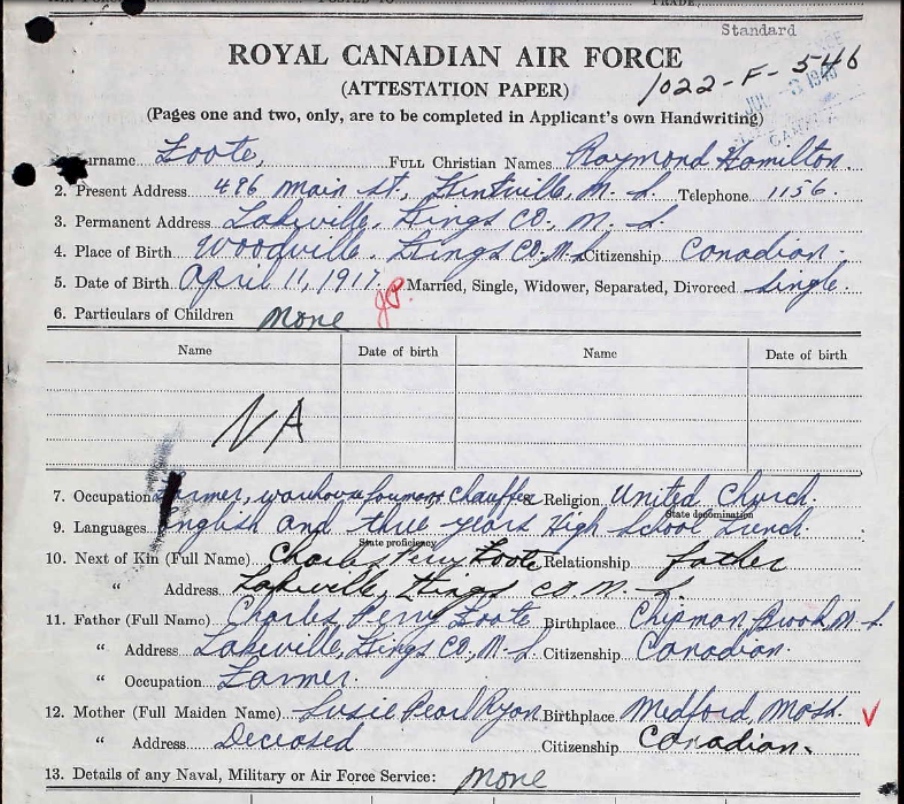 Standard
ROYAL CANADIAN AIR FORCE
(ATTESTATION PAPER)
1022-F-546
(Pages one and two, only, are to be completed in Applicant's own Handwriting)
urname Foote, Full Christian Names Raymond Hamilton.
2. Present Address 486 Main St., Kentville, N. S. Telephone 1156.
3. Permanent Address Lakeville, Kings Co., N. S.
4. Place of Birth Woodville, Kings Co., N. S. Citizenship Canadian.
5. Date of Birth April 11, 1917. Married, Single, Widower, Separated, Divorced Single.
6. Particulars of Children None
Name Date of birth Name Date of birth
NA
7. Occupation Farmer, warehouse foreman, chauffer 8. Religion United Church.
State denomination
9. Languages English and three years High School French.
State proficiency
10. Next of Kin (Full Name) Charles Perry Foote Relationship father
" Address Lakeville, Kings Co. N. S.
11. Father (Full Name) Charles Perry Foote Birthplace Chipman Brook, N. S.
" Address Lakeville, Kings Co., N. S. Citizenship Canadian.
" Occupation Farmer.
12. Mother (Full Maiden Name) Susie Pearl Ryan Birthplace Medford, Mass.
" Address Deceased Citizenship Canadian.
13. Details of any Naval, Military or Air Force Service: None